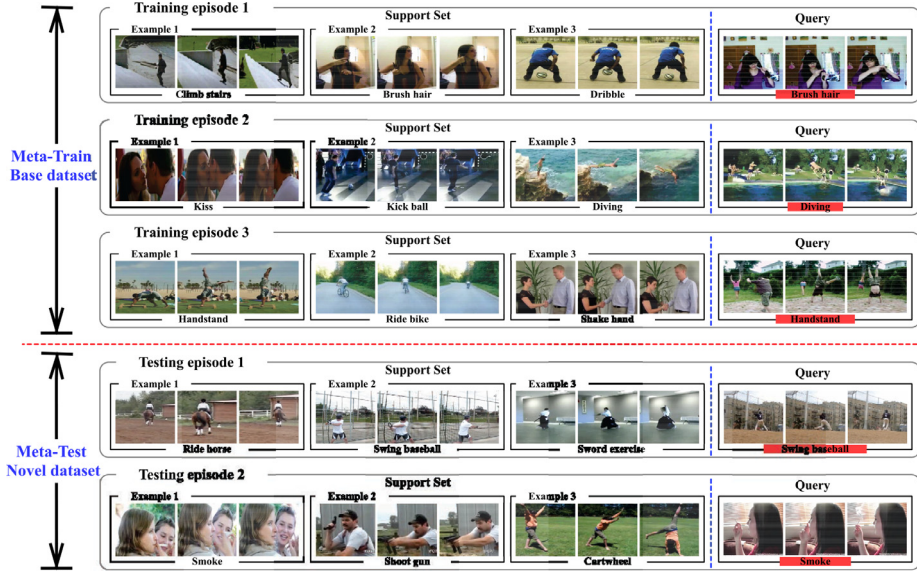 Training episode 1
Support Set
Query
Example 1
Example 2
Example 3
Climb stairs
Brush hair
Dribble
Brush hair
Training episode 2
Support Set
Query
Example 1
Example 2
Example 3
Kiss
Kick ball
Diving
Diving
Meta-Train
Base dataset
Training episode 3
Support Set
Query
Example 1
Example 2
Example 3
Handstand
Ride bike
Shake hand
Handstand
Testing episode 1
Support Set
Query
Example 1
Example 2
Example 3
Ride horse
Swing baseball
Sword exercise
Swing baseball
Meta-Test
Novel dataset
Testing episode 2
Support Set
Query
Example 1
Example 2
Example 3
Smoke
Shoot gun
Cartwheel
Smoke